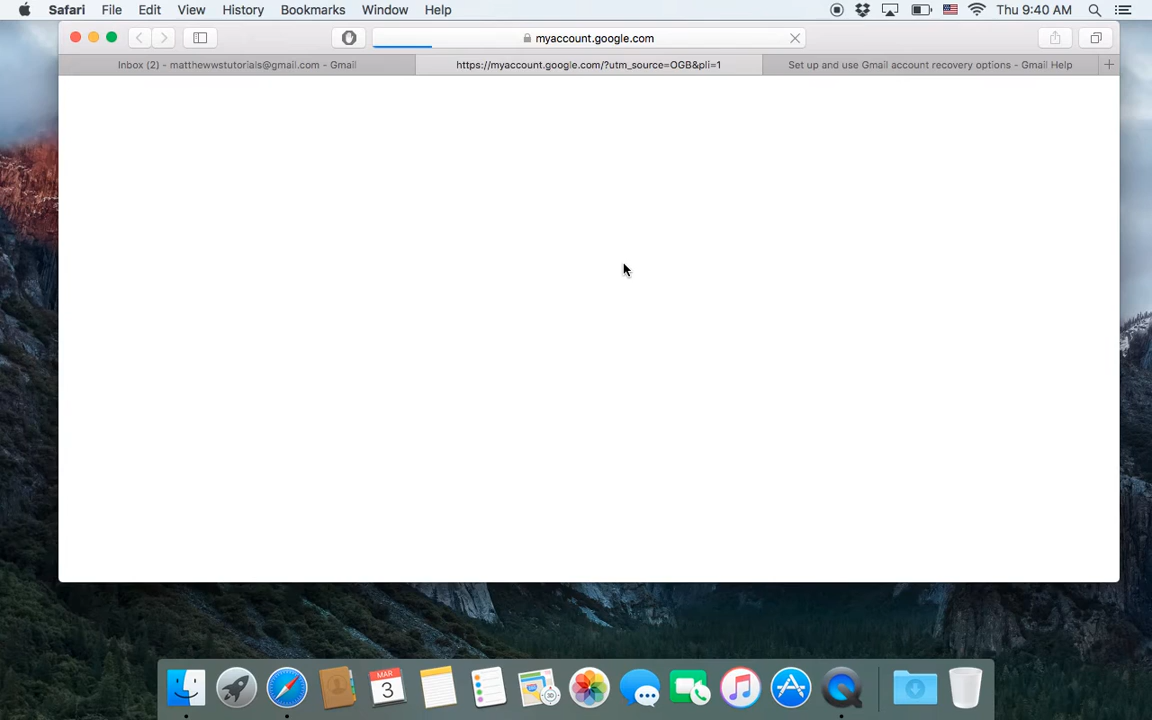 Safari File Edit View History Bookmarks Window Help Thu 9:40 AM
myaccount.google.com
Inbox (2) - matthewwstutorials@gmail.com - Gmail https://myaccount.google.com/?utm_source=OGB&pli=1 Set up and use Gmail account recovery options - Gmail Help
MAR
3
3D